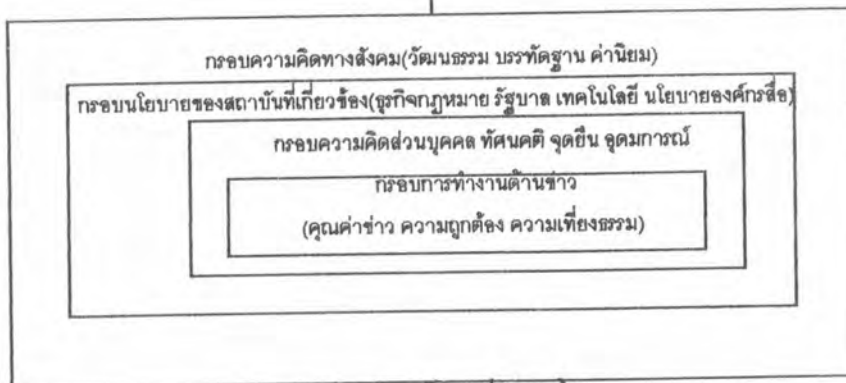 กรอบความคิดทางสังคม(วัฒนธรรม บรรทัดฐาน ค่านิยม)
กรอบนโยบายของสถาบันที่เกี่ยวข้อง(ธุรกิจกฎหมาย รัฐบาล เทคโนโลยี นโยบายองค์กรสื่อ)
กรอบความคิดส่วนบุคคล ทัศนคติ จุดยืน อุดมการณ์
กรอบการทำงานด้านข่าว
(คุณค่าข่าว ความถูกต้อง ความเที่ยงธรรม)